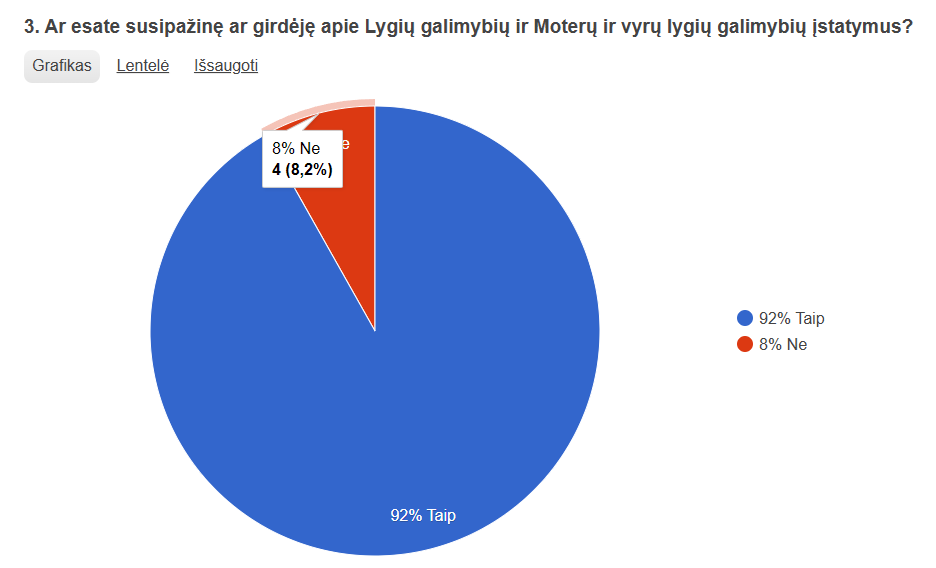 3. Ar esate susipažinę ar girdėję apie Lygių galimybių ir Moterų ir vyrų lygių galimybių įstatymus?
Grafikas Lentelė Išsaugoti
8% Ne
4 (8,2%)
92% Taip
8% Ne
92% Taip